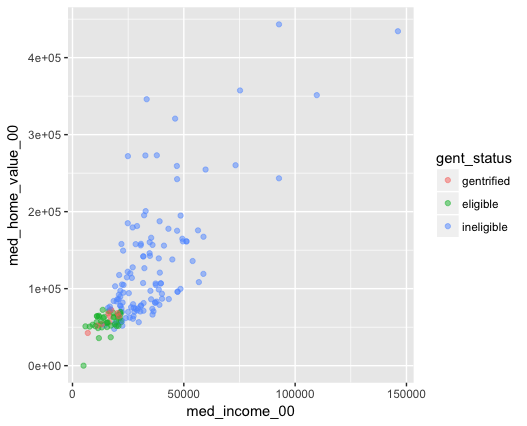 4e+05
3e+05
2e+05
1e+05
0e+00
med_home_value_00
0
50000
100000
150000
med_income_00
gent_status
gentrified
eligible
ineligible